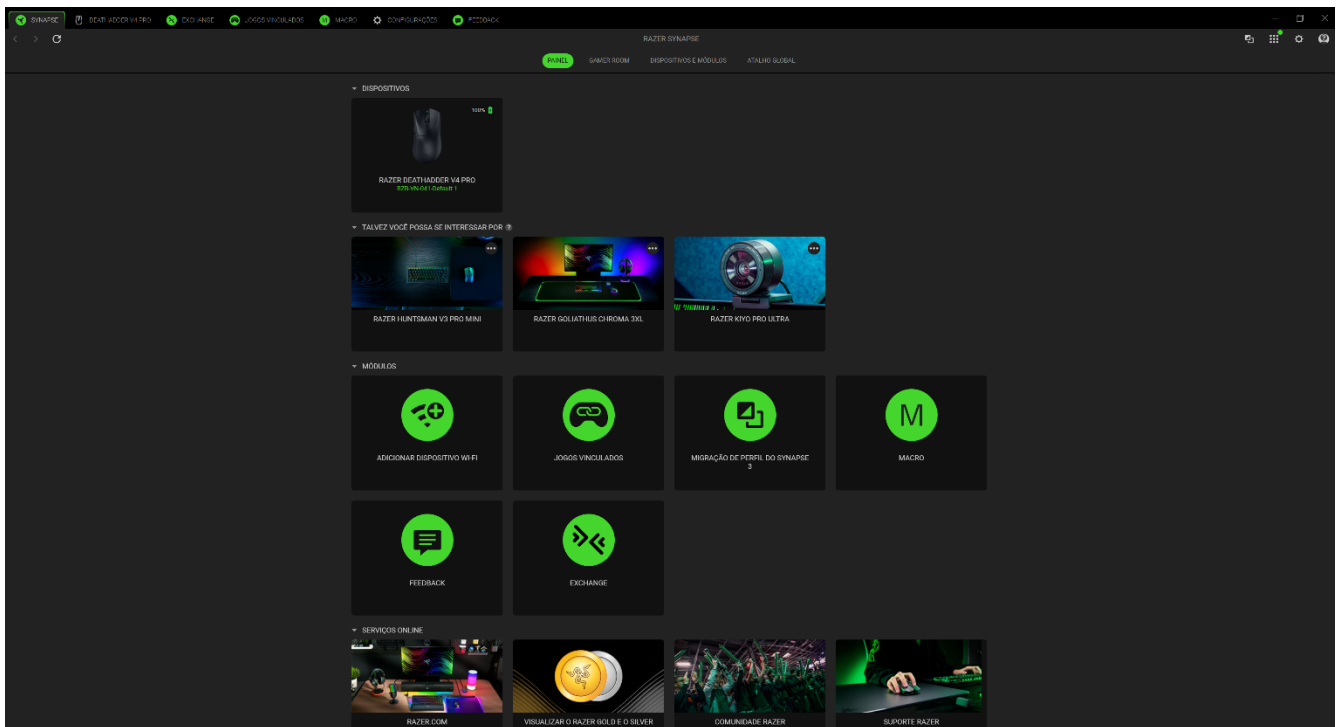 SYNAPSE
DEATHADDER V4 PRO
EXCHANGE
JOGOS VINCULADOS
MACRO
CONFIGURAÇÕES
FEEDBACK
RAZER SYNAPSE
PAINEL
GAMER ROOM
DISPOSITIVOS E MÓDULOS
ATALHO GLOBAL
DISPOSITIVOS
100%
RAZER DEATHADDER V4 PRO
TALVEZ VOCÊ POSSA SE INTERESSAR POR ?
RAZER HUNTSMAN V3 PRO MINI
RAZER GOLIATHUS CHROMA 3XL
RAZER KIYO PRO ULTRA
MÓDULOS
ADICIONAR DISPOSITIVO WI-FI
JOGOS VINCULADOS
MIGRAÇÃO DE PERFIL DO SYNAPSE
3
M
MACRO
FEEDBACK
EXCHANGE
SERVIÇOS ONLINE
RAZER.COM
VISUALIZAR O RAZER GOLD E O SILVER
COMUNIDADE RAZER
SUPORTE RAZER